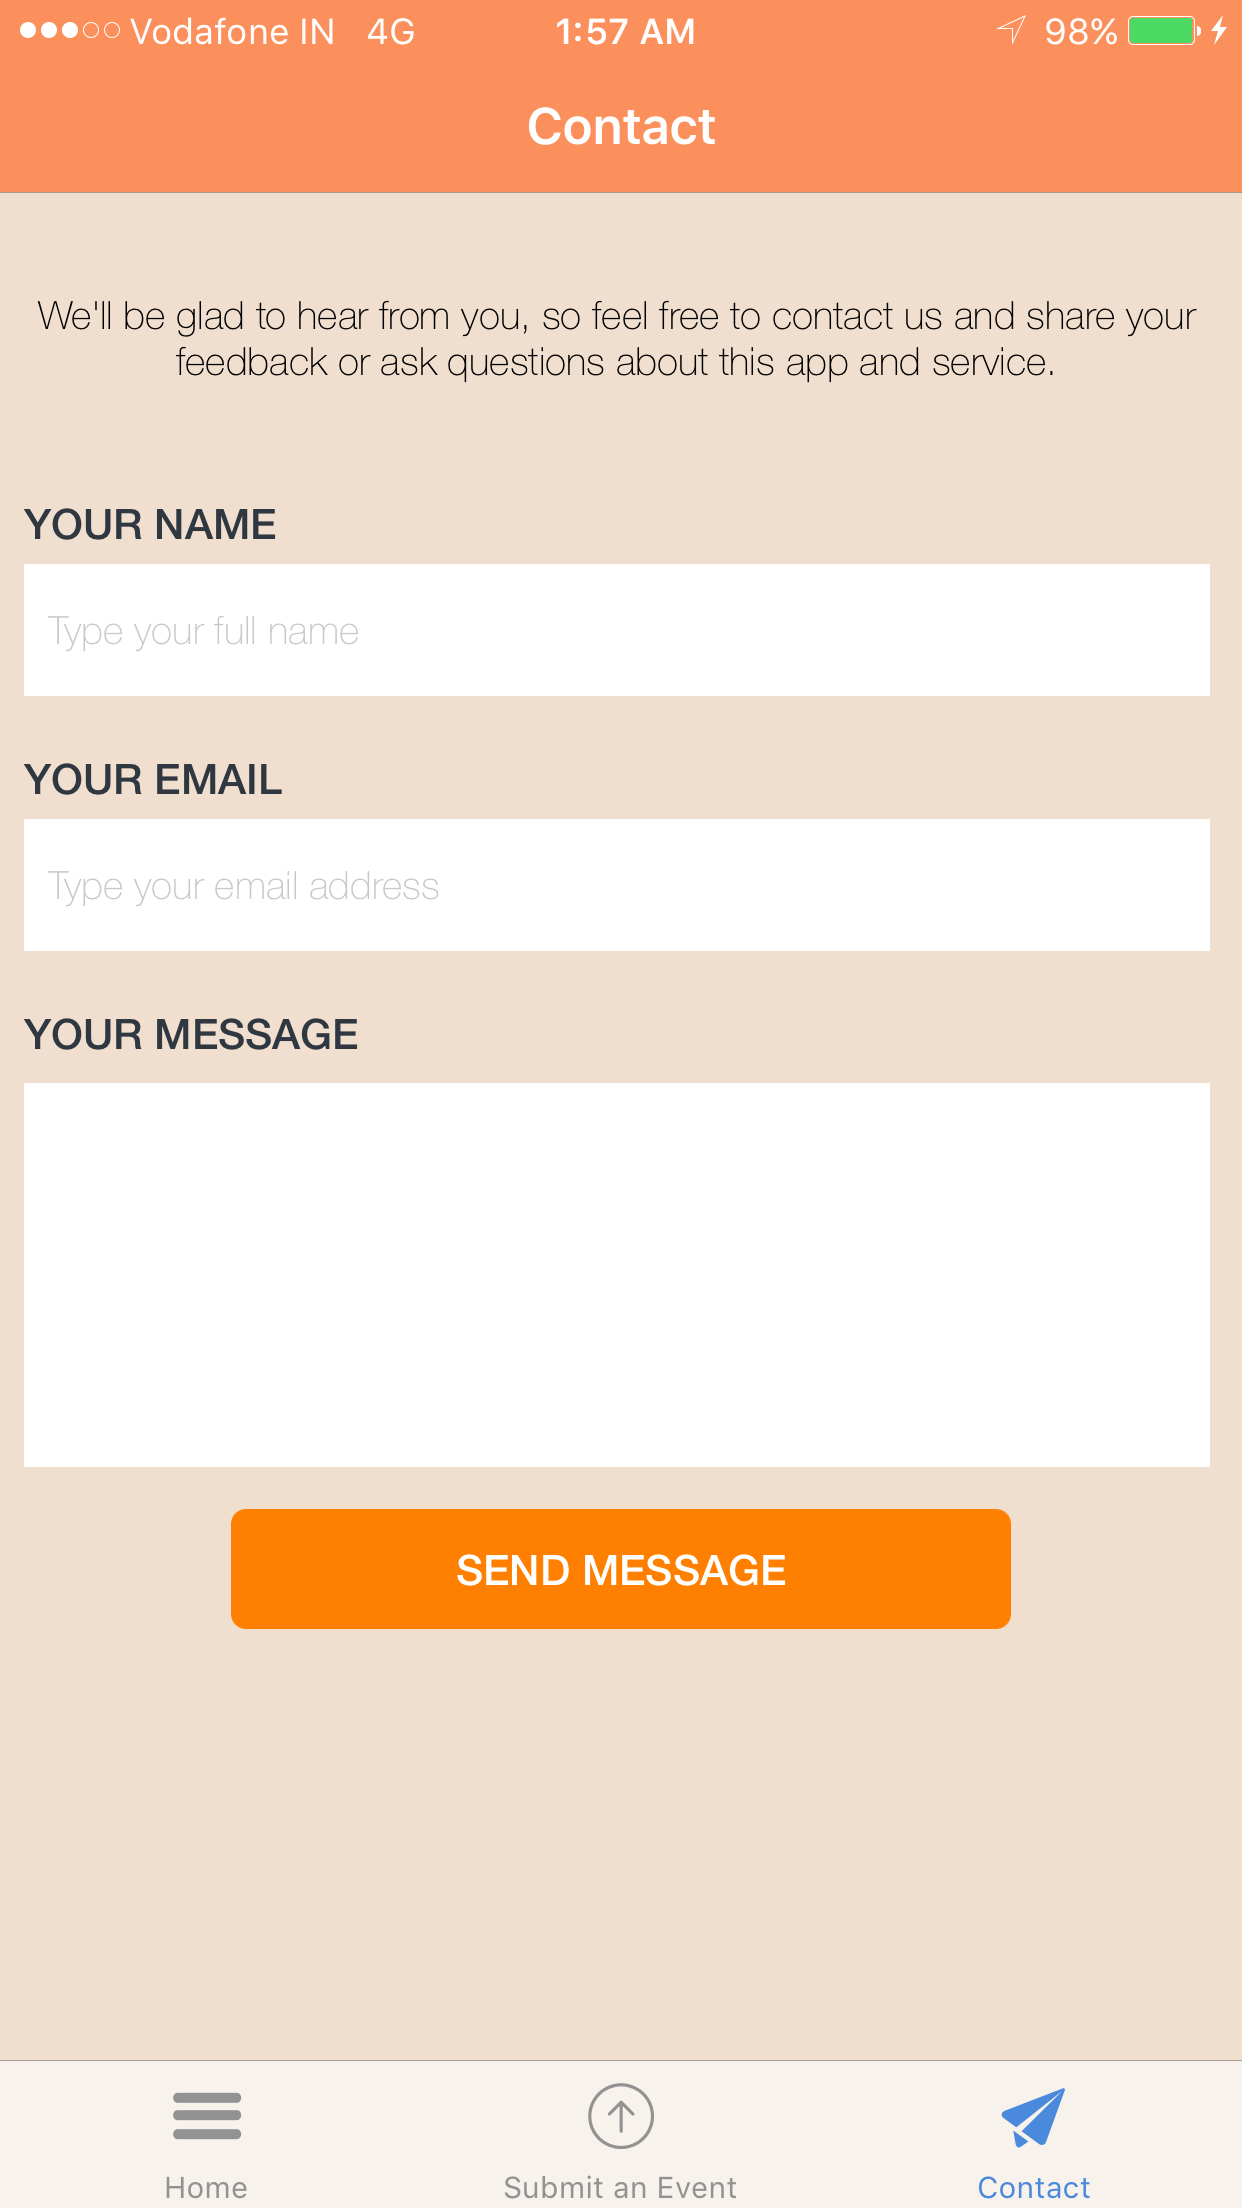 Vodafone IN 4G 1:57 AM 98%
Contact
We'll be glad to hear from you, so feel free to contact us and share your
feedback or ask questions about this app and service.
YOUR NAME
Type your full name
YOUR EMAIL
Type your email address
YOUR MESSAGE
SEND MESSAGE
Home Submit an Event Contact